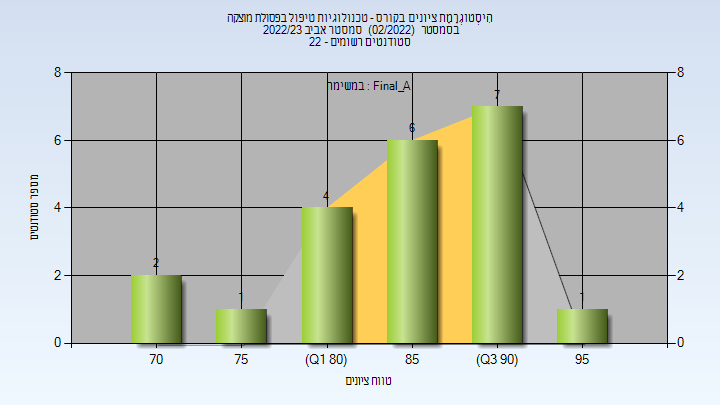 הִיסְטוֹגְרַמַת ציונים בקורס - טכנולוגיות טיפול בפסולת מוצקה
בסמסטר (02/2022) סמסטר אביב 2022/23
סטודנטים רשומים - 22
במשימה : Final_A
מספר סטודנטים
8 8
6 6
4 4
2 2
0 0
2 1 4 6 7 1
70 75 (Q1 80) 85 (Q3 90) 95
טווח ציונים